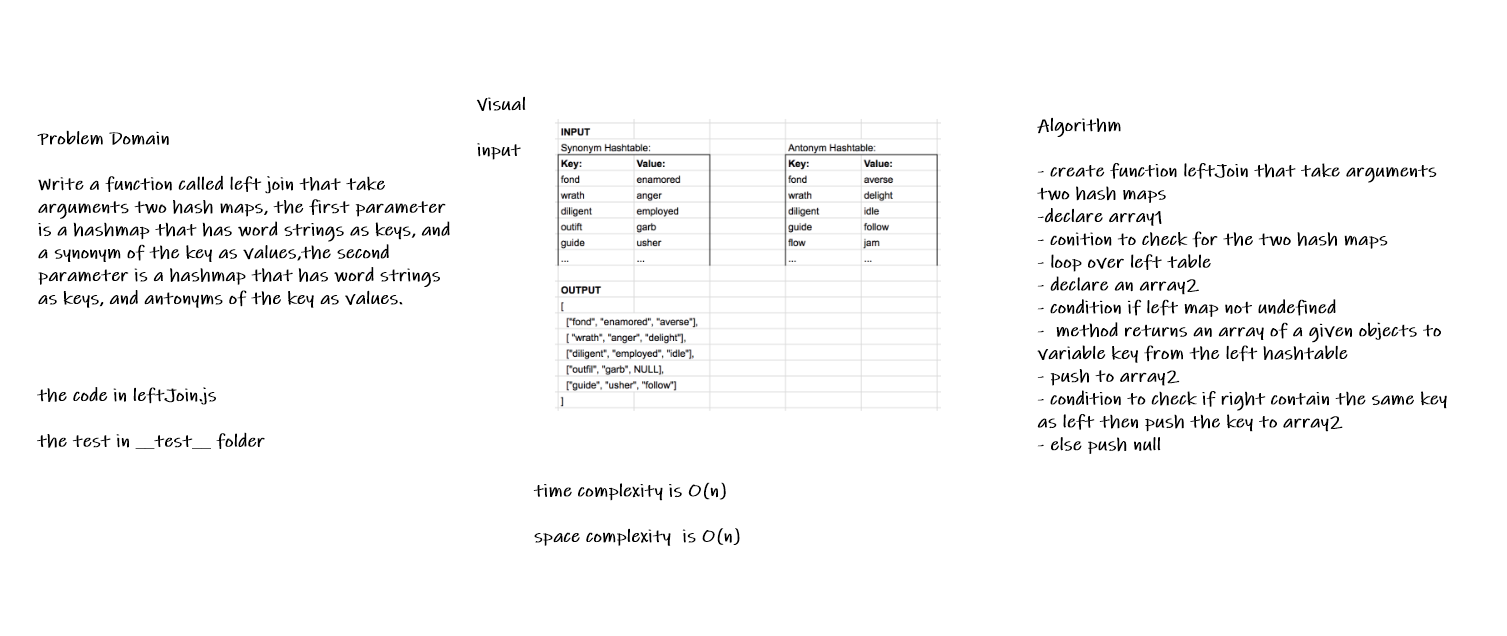 Problem Domain
Write a function called left join that take
arguments two hash maps, the first parameter
is a hashmap that has word strings as keys, and
a synonym of the key as values,the second
parameter is a hashmap that has word strings
as keys, and antonyms of the key as values.
the code in leftJoin.js
the test in __test__ folder
Visual
input
INPUT
Synonym Hashtable: Antonym Hashtable:
Key: Value: Key: Value:
fond enamored fond averse
wrath anger wrath delight
diligent employed diligent idle
outift garb guide follow
guide usher flow jam
... ... ... ...
OUTPUT
[
["fond", "enamored", "averse"],
[ "wrath", "anger", "delight"],
["diligent", "employed", "idle"],
["outfil", "garb", NULL],
["guide", "usher", "follow"]
]
time complexity is O(n)
space complexity is O(n)
Algorithm
- create function leftJoin that take arguments
two hash maps
-declare array1
- conition to check for the two hash maps
- loop over left table
- declare an array2
- condition if left map not undefined
- method returns an array of a given objects to
variable key from the left hashtable
- push to array2
- condition to check if right contain the same key
as left then push the key to array2
- else push null